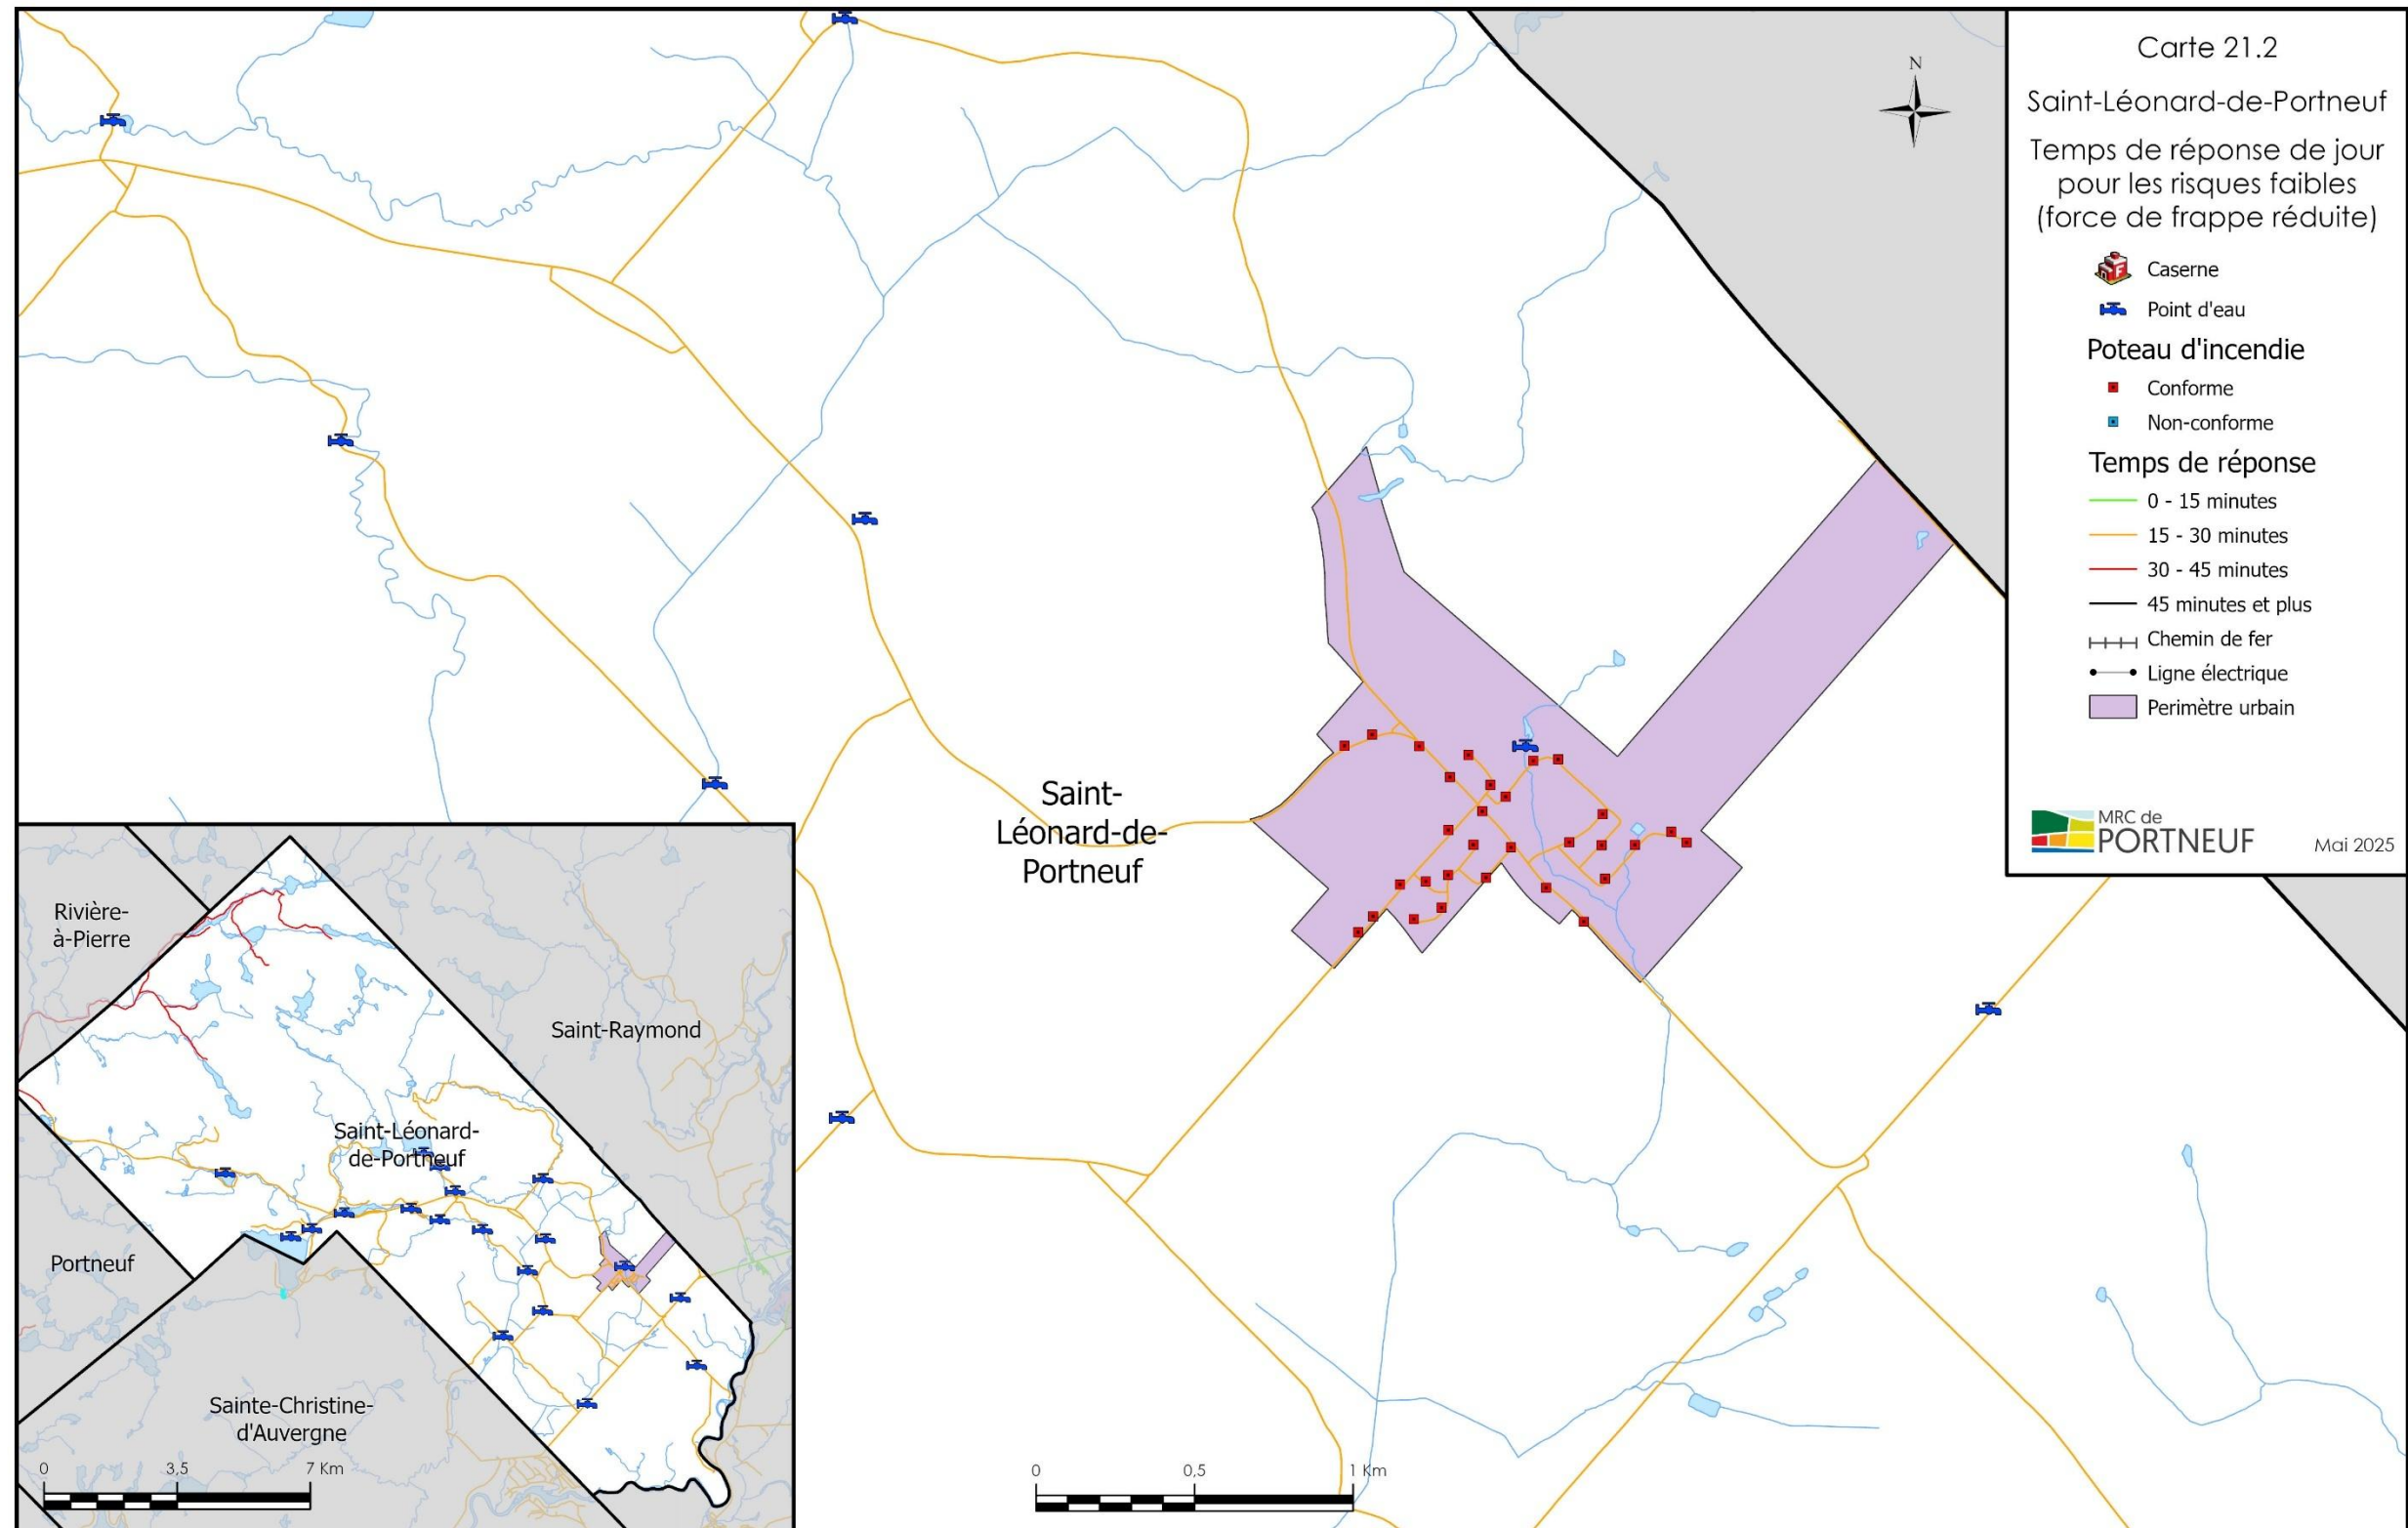 Carte 21.2
Saint-Léonard-de-Portneuf
Temps de réponse de jour
pour les risques faibles
(force de frappe réduite)
Caserne
Point d'eau
Poteau d'incendie
Conforme
Non-conforme
Temps de réponse
0 - 15 minutes
15 - 30 minutes
30 - 45 minutes
45 minutes et plus
Chemin de fer
Ligne électrique
Perimètre urbain
MRC de
PORTNEUF
Mai 2025
N
Saint-
Léonard-de-
Portneuf
Rivière-
à-Pierre
Saint-Raymond
Saint-Léonard-
de-Portneuf
Portneuf
Sainte-Christine-
d'Auvergne
0 3,5 7 Km
0 0,5 1 Km